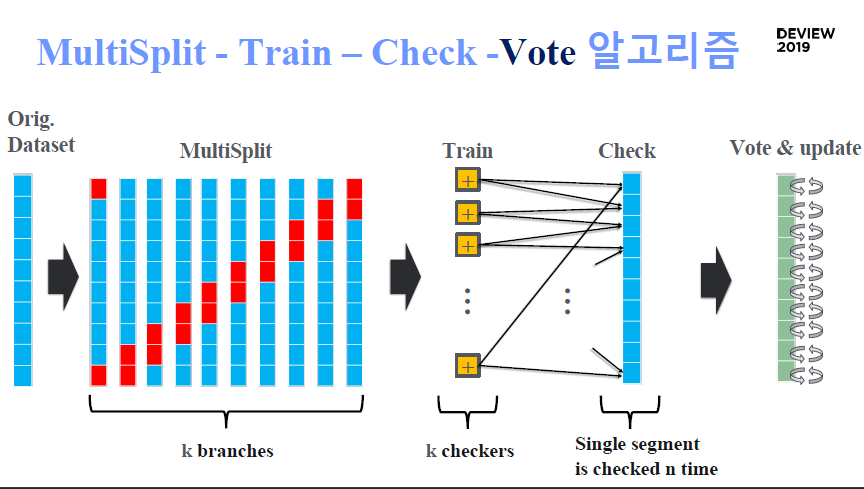 MultiSplit - Train – Check -Vote 알고리즘
DEVIEW
2019
Orig.
Dataset
MultiSplit
Train
Check
Vote & update
+
+
+
+
k branches
k checkers
Single segment
is checked n time